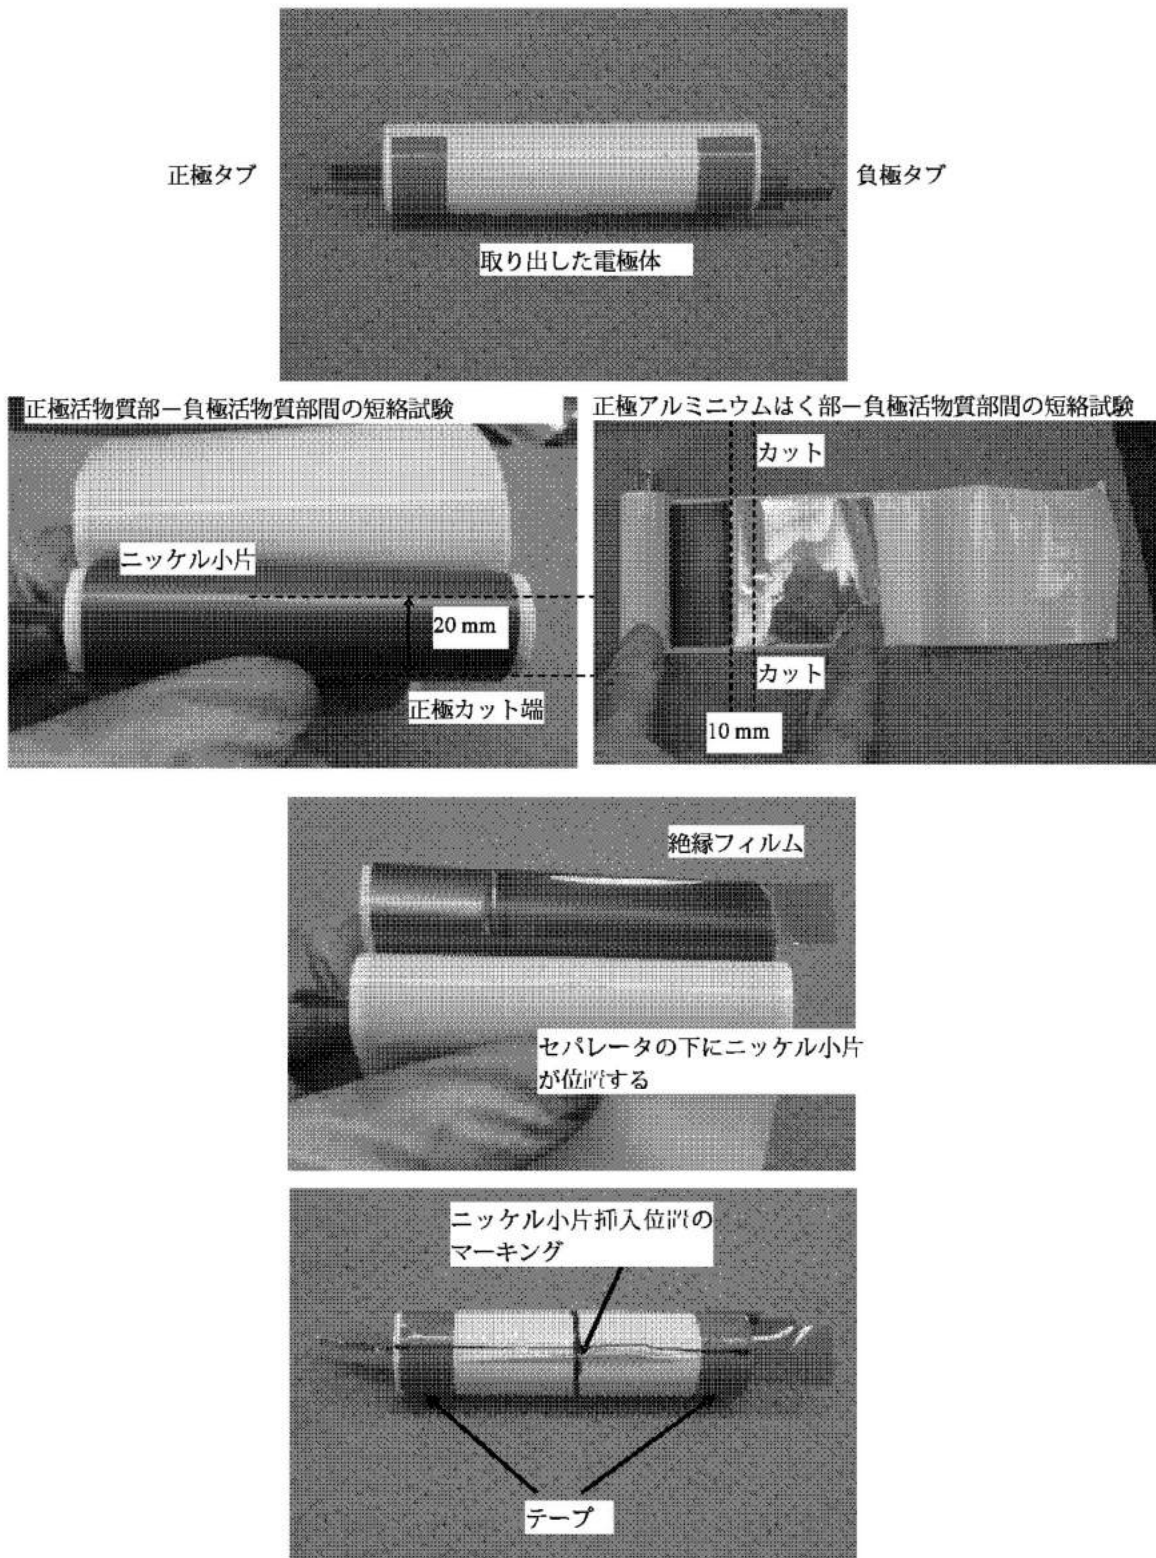 正極タブ
負極タブ
取り出した電極体
正極活物質部－負極活物質部間の短絡試験
ニッケル小片
20 mm
正極カット端
正極アルミニウムはく部－負極活物質部間の短絡試験
カット
カット
10 mm
絶縁フィルム
セパレータの下にニッケル小片
が位置する
ニッケル小片挿入位置の
マーキング
テープ